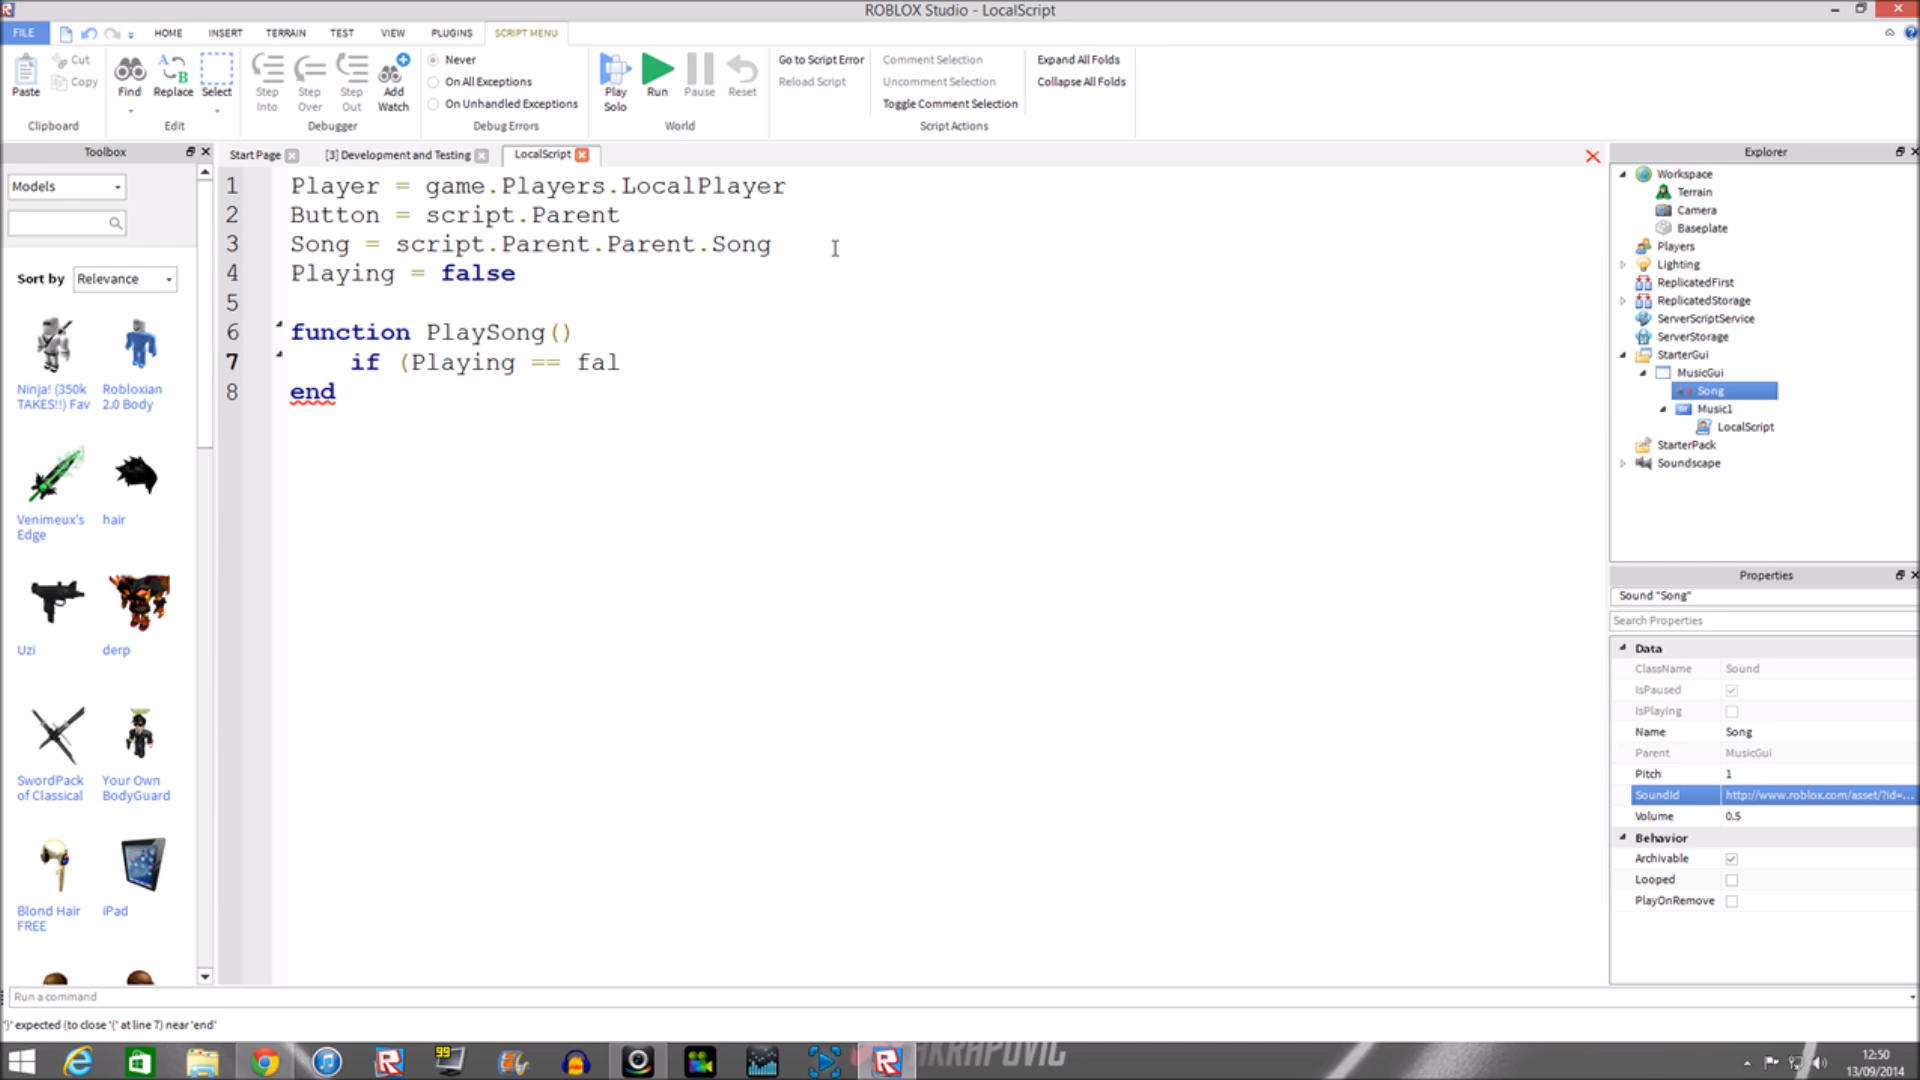 ROBLOX Studio - LocalScript
FILE
HOME
INSERT
TERRAIN
TEST
VIEW
PLUGINS
SCRIPT MENU
Paste
Cut
Copy
Clipboard
Find
Replace
Select
Edit
Step Into
Step Over
Step Out
Add Watch
Debugger
Never
On All Exceptions
On Unhandled Exceptions
Debug Errors
Play Solo
Run
Pause
Reset
World
Go to Script Error
Reload Script
Comment Selection
Uncomment Selection
Toggle Comment Selection
Expand All Folds
Collapse All Folds
Script Actions
Toolbox
Models
Sort by
Relevance
Ninja! (350k TAKES!!) Fav
Robloxian 2.0 Body
Venimeux's Edge
hair
Uzi
derp
SwordPack of Classical
Your Own BodyGuard
Blond Hair FREE
iPad
Start Page
[3] Development and Testing
LocalScript
1 Player = game.Players.LocalPlayer
2 Button = script.Parent
3 Song = script.Parent.Parent.Song
4 Playing = false
5
6 function PlaySong()
7 if (Playing == fal
8 end
Explorer
Workspace
Terrain
Camera
Baseplate
Players
Lighting
ReplicatedFirst
ReplicatedStorage
ServerScriptService
ServerStorage
StarterGui
MusicGui
Song
Music1
LocalScript
StarterPack
Soundscape
Properties
Sound "Song"
Search Properties
Data
ClassName Sound
IsPaused
IsPlaying
Name Song
Parent MusicGui
Pitch 1
SoundId http://www.roblox.com/asset/?id=...
Volume 0.5
Behavior
Archivable
Looped
PlayOnRemove
Run a command
')' expected (to close '(' at line 7) near 'end'
99
AKRAPOVIC
12:50
13/09/2014